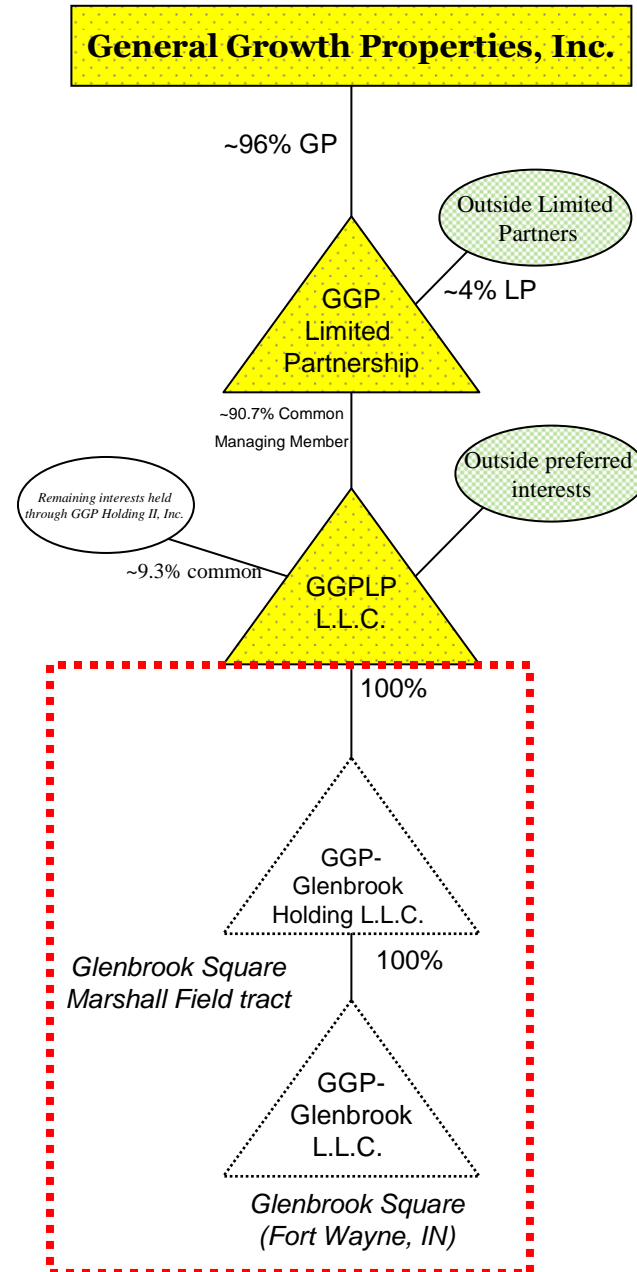 General Growth Properties, Inc.
~96% GP
Outside Limited
Partners
~4% LP
GGP
Limited
Partnership
~90.7% Common
Managing Member
Outside preferred
interests
Remaining interests held
through GGP Holding II, Inc.
~9.3% common
GGPLP
L.L.C.
100%
GGP-
Glenbrook
Holding L.L.C.
Glenbrook Square
Marshall Field tract
100%
GGP-
Glenbrook
L.L.C.
Glenbrook Square
(Fort Wayne, IN)